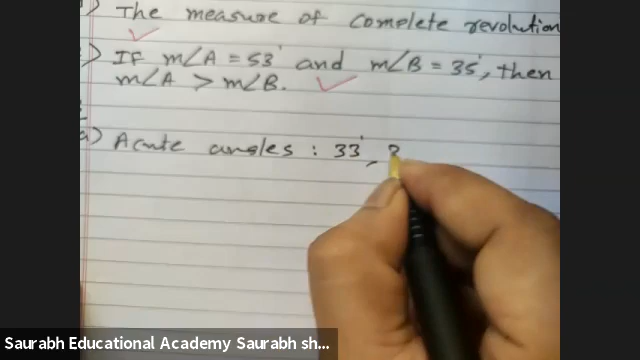 The measure of complete revolution
If m∠A = 53° and m∠B = 35°, then
m∠A > m∠B.
a) Acute angles : 33°,
Saurabh Educational Academy Saurabh sh...